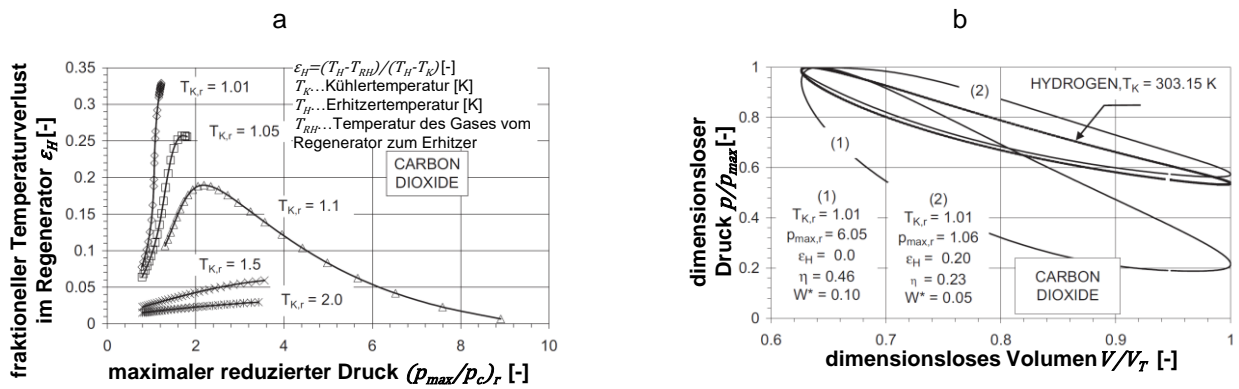 a
fraktioneller Temperaturverlust
im Regenerator ε_H [-]
0.35
0.3
0.25
0.2
0.15
0.1
0.05
0
T_K,r = 1.01
T_K,r = 1.05
T_K,r = 1.1
T_K,r = 1.5
T_K,r = 2.0
ε_H=(T_H-T_RH)/(T_H-T_K)[-]
T_K...Kühlertemperatur [K]
T_H...Erhitzertemperatur [K]
T_RH...Temperatur des Gases vom
Regenerator zum Erhitzer
CARBON
DIOXIDE
0 2 4 6 8 10
maximaler reduzierter Druck (p_max/p_c)_r [-]
b
dimensionsloser
Druck p/p_max [-]
1
0.8
0.6
0.4
0.2
0
HYDROGEN,T_K = 303.15 K
(2)
(1)
(1)
T_K,r = 1.01
p_max,r = 6.05
ε_H = 0.0
η = 0.46
W* = 0.10
(2)
T_K,r = 1.01
p_max,r = 1.06
ε_H = 0.20
η = 0.23
W* = 0.05
CARBON
DIOXIDE
0.6 0.7 0.8 0.9 1
dimensionsloses Volumen V/V_T [-]